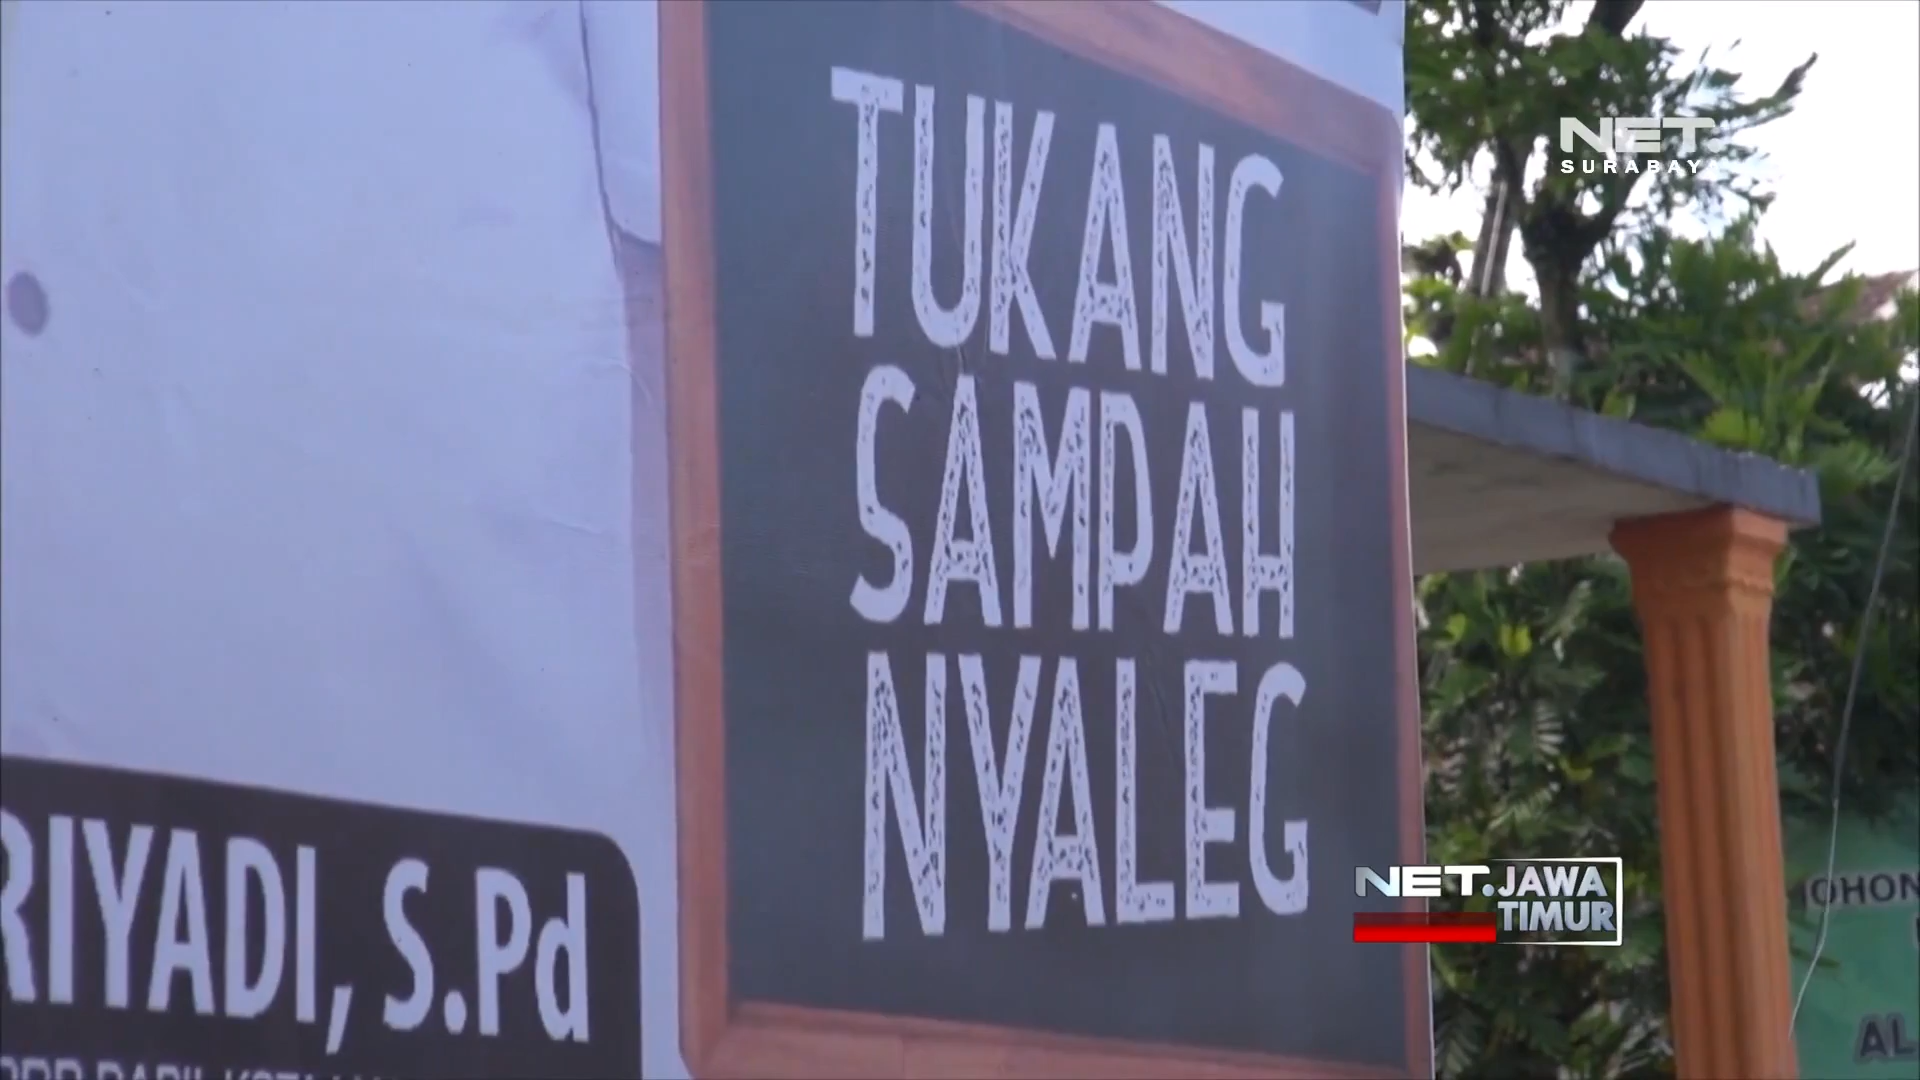 TUKANG
SAMPAH
NYALEG
RIYADI, S.Pd
NET.
SURABAYA
NET. JAWA
TIMUR